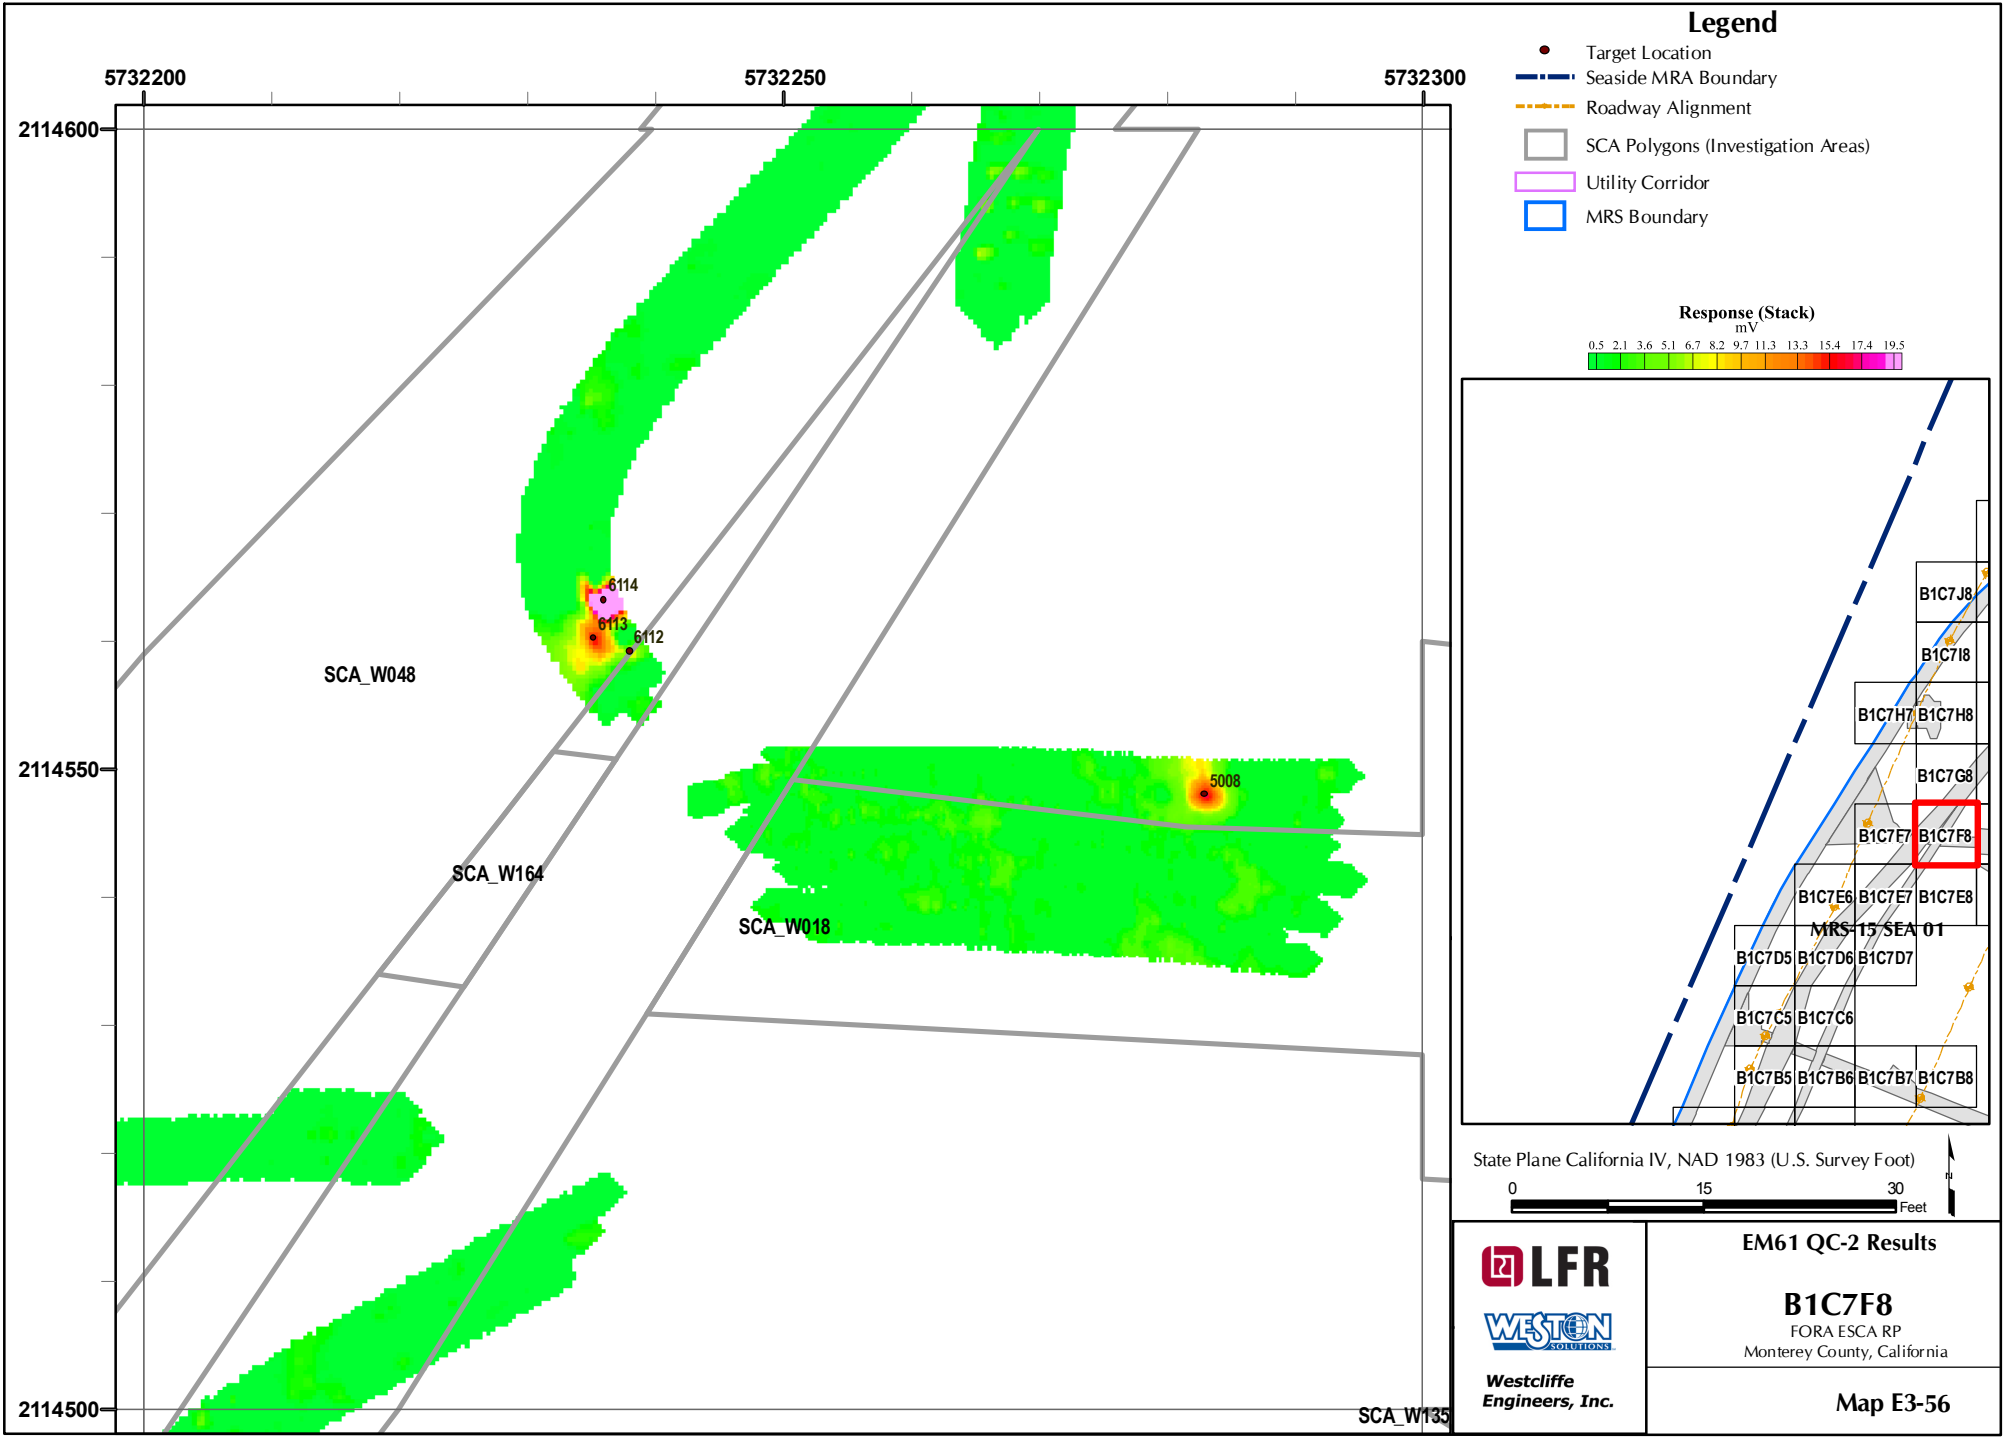 Legend
Target Location
Seaside MRA Boundary
Roadway Alignment
SCA Polygons (Investigation Areas)
Utility Corridor
MRS Boundary
5732200
5732250
5732300
2114600
2114550
2114500
6114
6113
6112
5008
SCA_W048
SCA_W164
SCA_W018
SCA_W135
Response (Stack)
mV
0.5 2.1 3.6 5.1 6.7 8.2 9.7 11.3 13.3 15.4 17.4 19.5
B1C7J8
B1C7I8
B1C7H7 B1C7H8
B1C7G8
B1C7F7 B1C7F8
B1C7E6 B1C7E7 B1C7E8
MRS-15 SEA 01
B1C7D5 B1C7D6 B1C7D7
B1C7C5 B1C7C6
B1C7B5 B1C7B6 B1C7B7 B1C7B8
State Plane California IV, NAD 1983 (U.S. Survey Foot)
0 15 30
Feet
N
LFR
WESTON
SOLUTIONS
Westcliffe
Engineers, Inc.
EM61 QC-2 Results
B1C7F8
FORA ESCA RP
Monterey County, California
Map E3-56